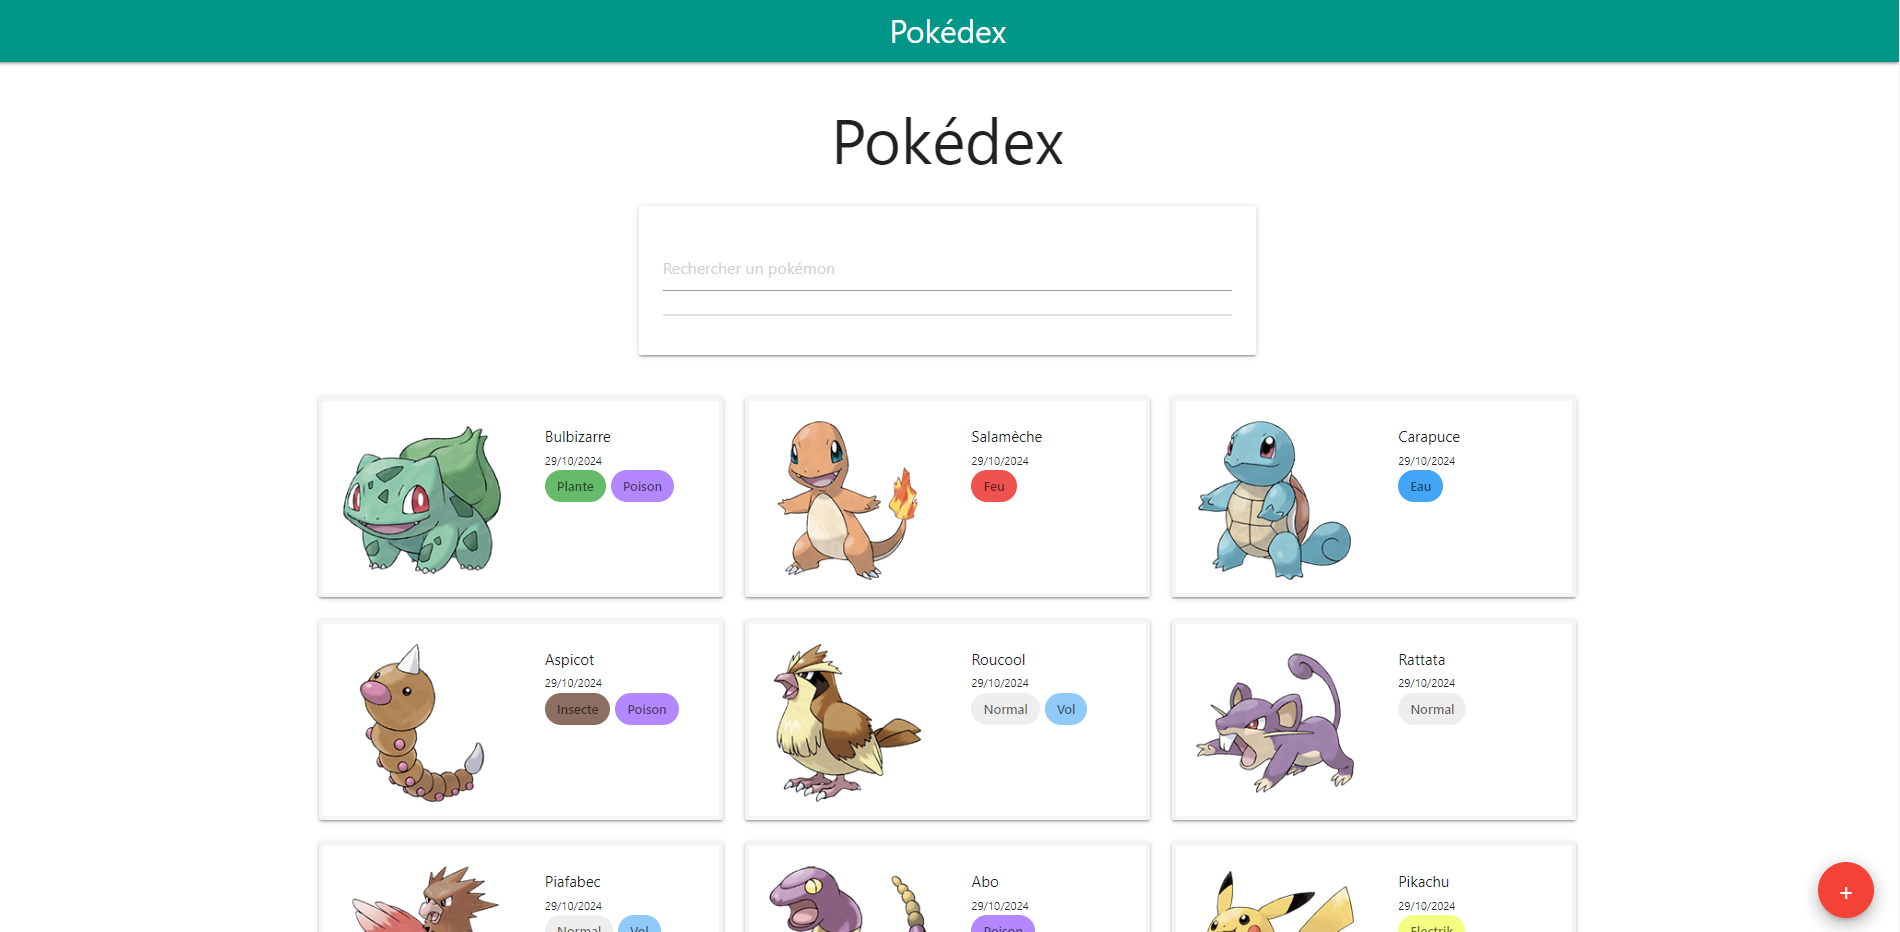 Pokédex
Pokédex
Rechercher un pokémon
Bulbizarre
29/10/2024
Plante Poison
Salamèche
29/10/2024
Feu
Carapuce
29/10/2024
Eau
Aspicot
29/10/2024
Insecte Poison
Roucool
29/10/2024
Normal Vol
Rattata
29/10/2024
Normal
Piafabec
29/10/2024
Normal Vol
Abo
29/10/2024
Poison
Pikachu
29/10/2024
Electrik
+